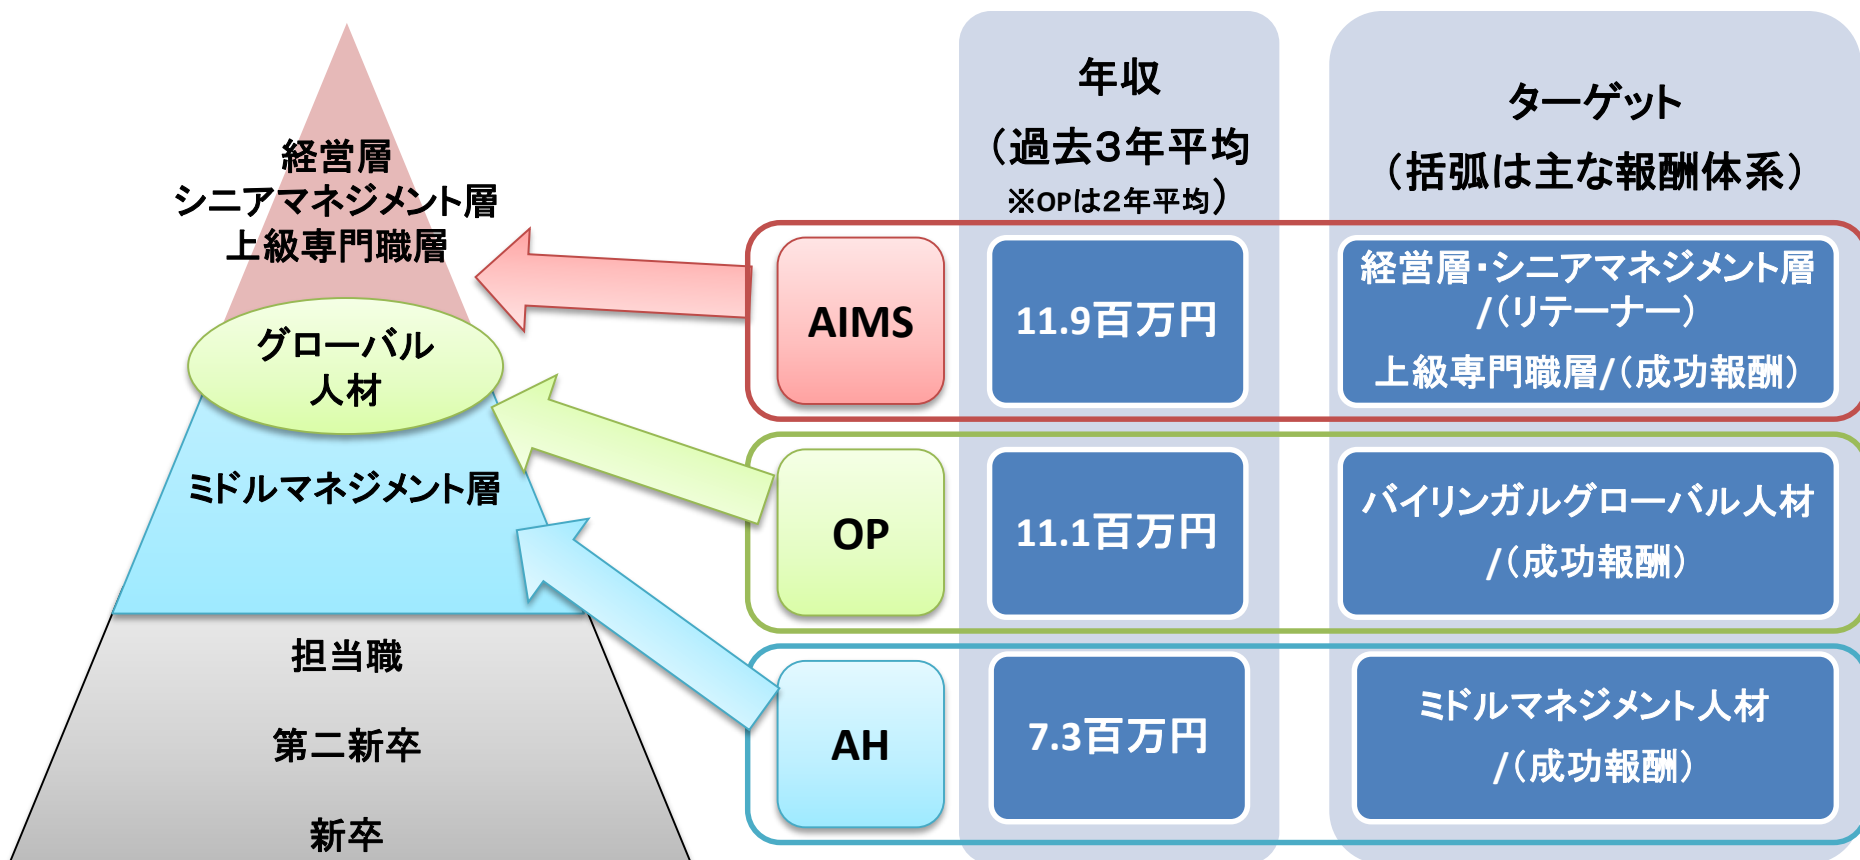 経営層
シニアマネジメント層
上級専門職層
グローバル
人材
ミドルマネジメント層
担当職
第二新卒
新卒
年収
（過去３年平均
※OPは２年平均）
ターゲット
（括弧は主な報酬体系）
AIMS
11.9百万円
経営層・シニアマネジメント層
/（リテーナー）
上級専門職層/（成功報酬）
OP
11.1百万円
バイリンガルグローバル人材
/（成功報酬）
AH
7.3百万円
ミドルマネジメント人材
/（成功報酬）